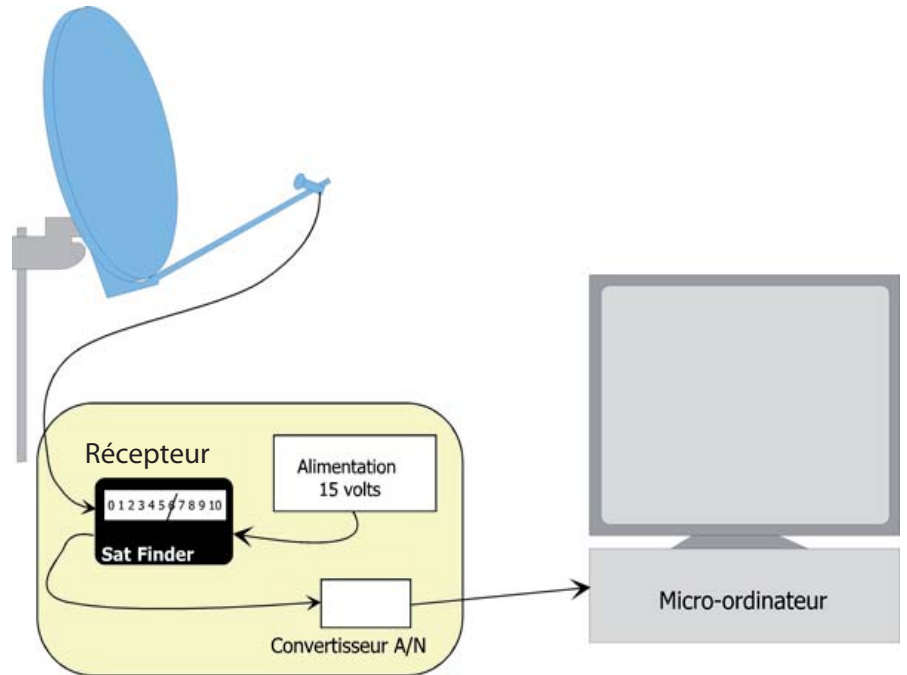 Récepteur
0 1 2 3 4 5 6 7 8 9 10
Sat Finder
Alimentation
15 volts
Convertisseur A/N
Micro-ordinateur